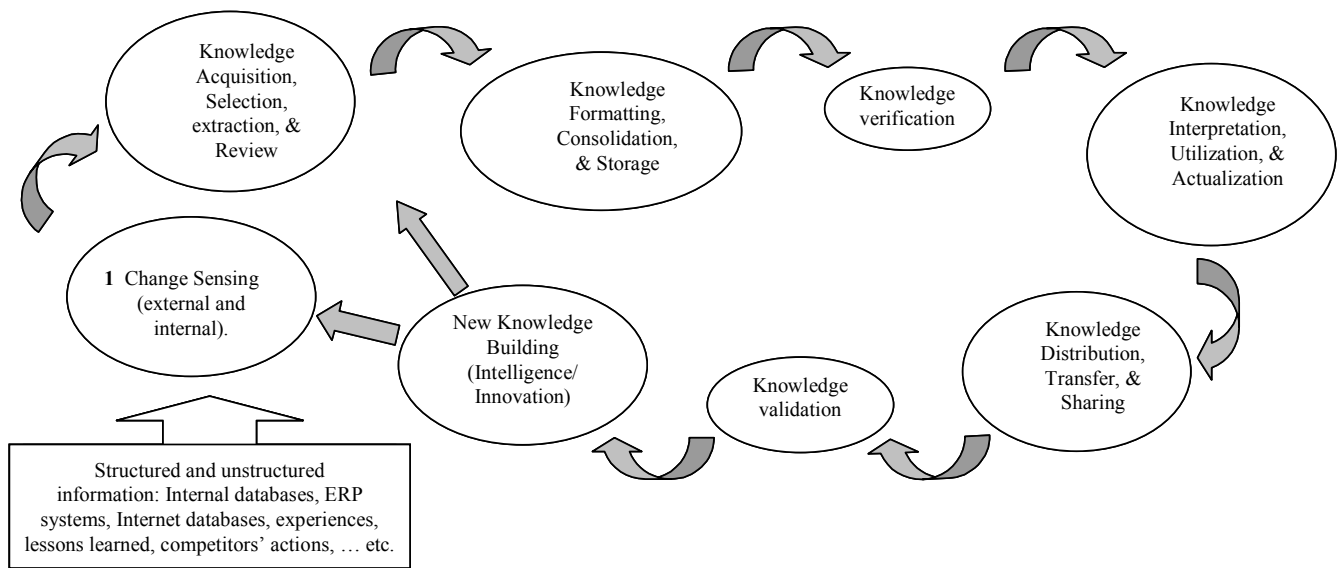 Knowledge
Acquisition,
Selection,
extraction, &
Review
Knowledge
Formatting,
Consolidation,
& Storage
Knowledge
verification
Knowledge
Interpretation,
Utilization, &
Actualization
Knowledge
Distribution,
Transfer, &
Sharing
Knowledge
validation
New Knowledge
Building
(Intelligence/
Innovation)
1 Change Sensing
(external and
internal).
Structured and unstructured
information: Internal databases, ERP
systems, Internet databases, experiences,
lessons learned, competitors’ actions, … etc.